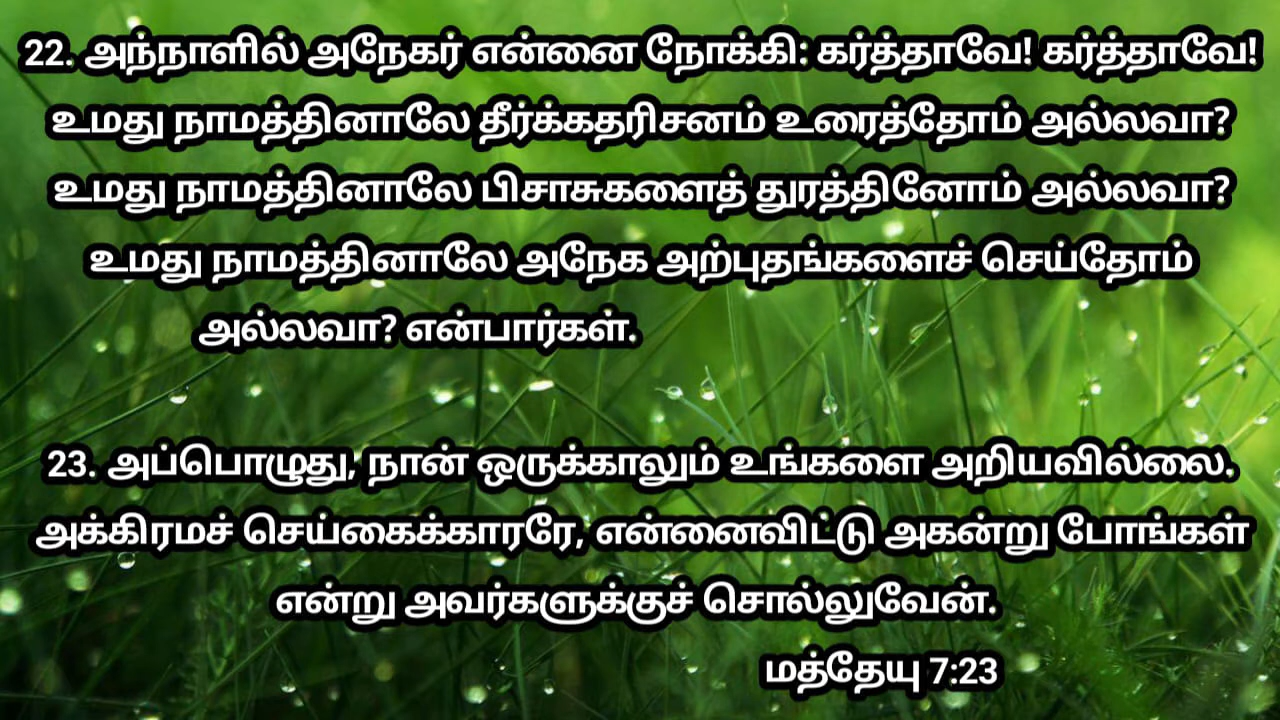 22. அந்நாளில் அநேகர் என்னை நோக்கி: கர்த்தாவே! கர்த்தாவே!
உமது நாமத்தினாலே தீர்க்கதரிசனம் உரைத்தோம் அல்லவா?
உமது நாமத்தினாலே பிசாசுகளைத் துரத்தினோம் அல்லவா?
உமது நாமத்தினாலே அநேக அற்புதங்களைச் செய்தோம்
அல்லவா? என்பார்கள்.
23. அப்பொழுது, நான் ஒருக்காலும் உங்களை அறியவில்லை.
அக்கிரமச் செய்கைக்காரரே, என்னைவிட்டு அகன்று போங்கள்
என்று அவர்களுக்குச் சொல்லுவேன்.
மத்தேயு 7:23